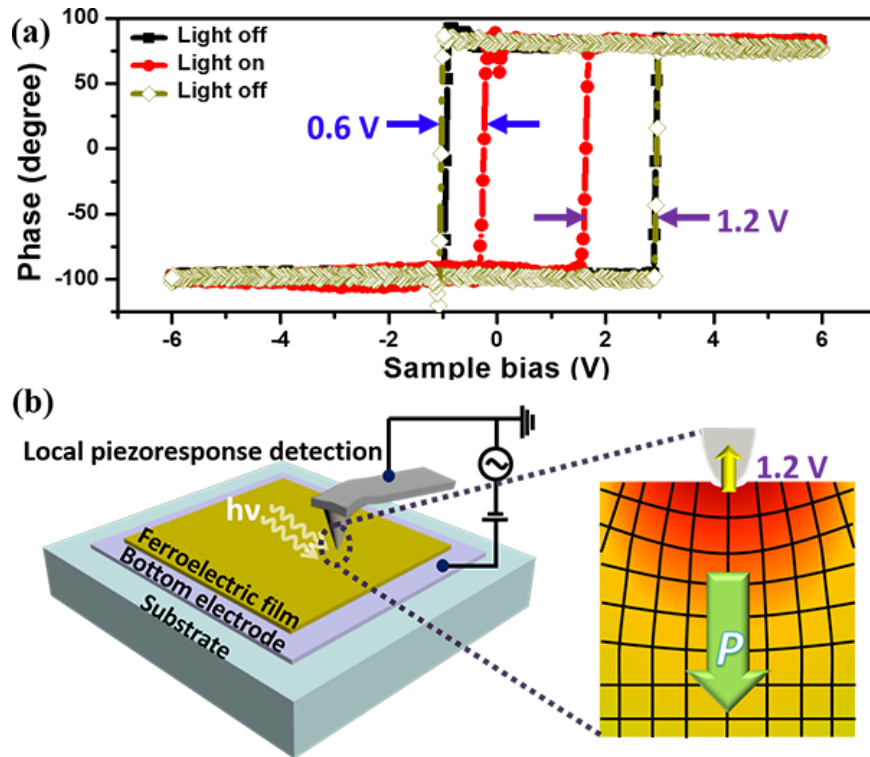 (a)
Light off
Light on
Light off
100
50
0
-50
-100
Phase (degree)
0.6 V
1.2 V
-6 -4 -2 0 2 4 6
Sample bias (V)
(b)
Local piezoresponse detection
hν
Ferroelectric film
Bottom electrode
Substrate
1.2 V
P